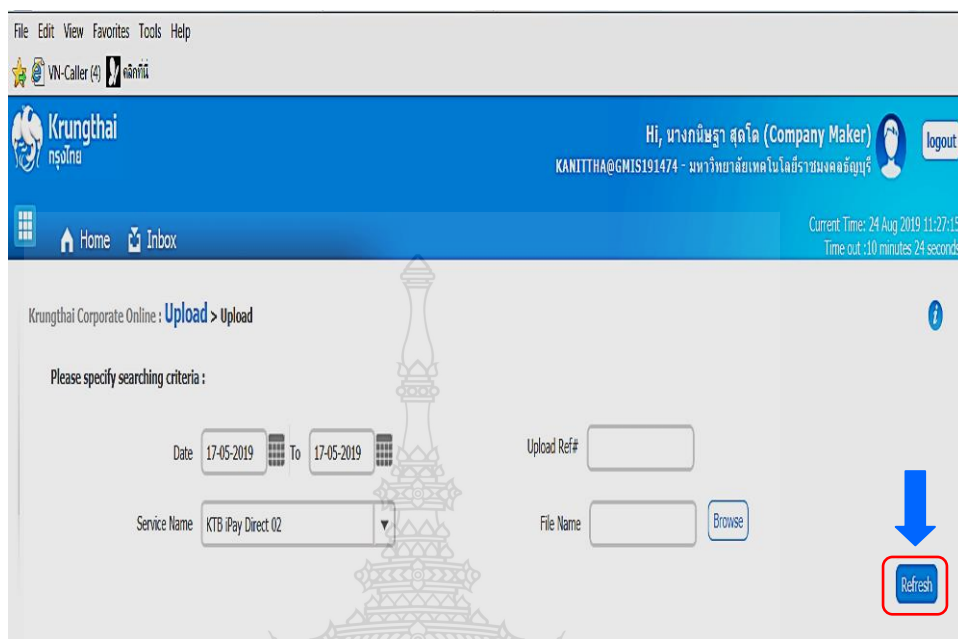 File Edit View Favorites Tools Help
VN-Caller (4) คลิกที่นี่
Krungthai
กรุงไทย
Hi, นางกนิษฐา สุดโต (Company Maker)
logout
KANITTHA@GMIS191474 - มหาวิทยาลัยเทคโนโลยีราชมงคลธัญบุรี
Home Inbox
Current Time: 24 Aug 2019 11:27:15
Time out :10 minutes 24 seconds
Krungthai Corporate Online : Upload > Upload
Please specify searching criteria :
Date 17-05-2019 To 17-05-2019 Upload Ref#
Service Name KTB iPay Direct 02 File Name Browse
Refresh